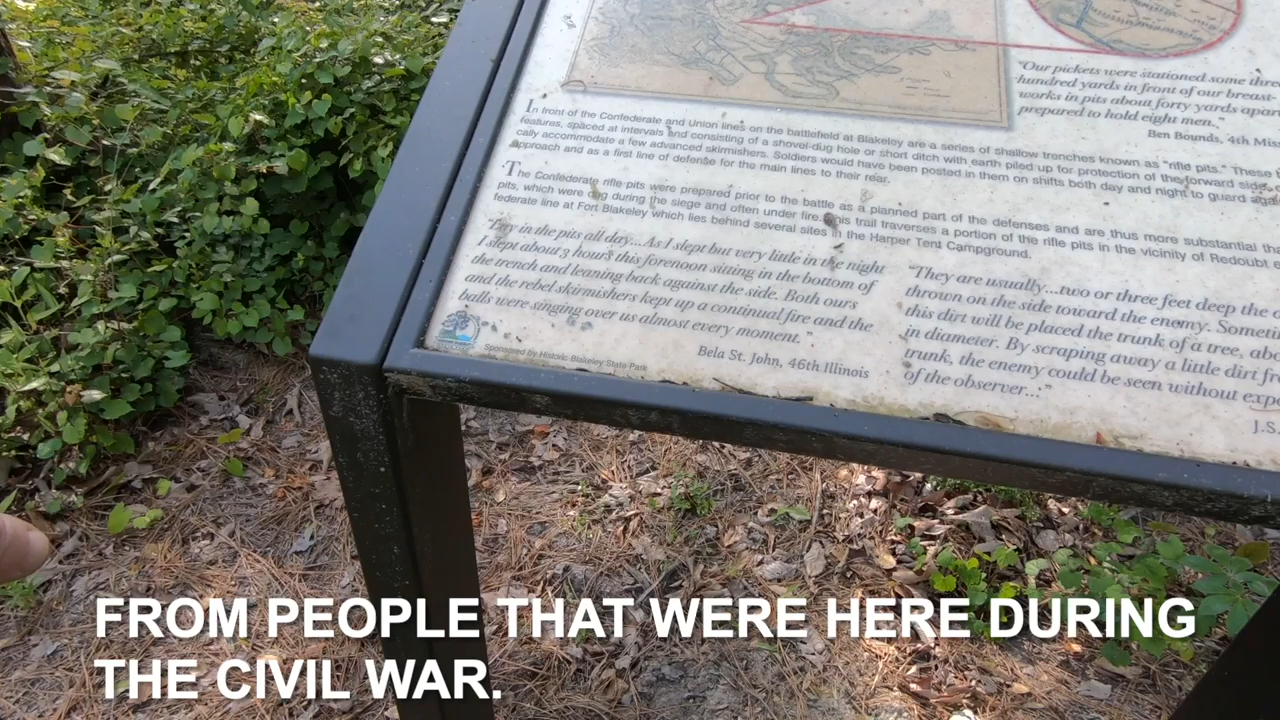 "Our pickets were stationed some three
hundred yards in front of our breast-
works in pits about forty yards apart
prepared to hold eight men."
Ben Bounds, 4th Miss
In front of the Confederate and Union lines on the battlefield at Blakeley are a series of shallow trenches known as "rifle pits." These
features, spaced at intervals and consisting of a shovel-dug hole or short ditch with earth piled up for protection of the forward side,
cally accommodate a few advanced skirmishers. Soldiers would have been posted in them on shifts both day and night to guard
approach and as a first line of defense for the main lines to their rear.
The Confederate rifle pits were prepared prior to the battle as a planned part of the defenses and are thus more substantial
pits, which were dug during the siege and often under fire. This trail traverses a portion of the rifle pits in the vicinity of Redoubt
federate line at Fort Blakeley which lies behind several sites in the Harper Tent Campground.
"Lay in the pits all day...As I slept but very little in the night
I slept about 3 hours this forenoon sitting in the bottom of
the trench and leaning back against the side. Both ours
and the rebel skirmishers kept up a continual fire and the
balls were singing over us almost every moment."
Bela St. John, 46th Illinois
"They are usually...two or three feet deep the
thrown on the side toward the enemy.
this dirt will be placed the trunk of a tree,
in diameter. By scraping away a little dirt
trunk, the enemy could be seen without
of the observer..."
J.S.
Sponsored by Historic Blakeley State Park
FROM PEOPLE THAT WERE HERE DURING
THE CIVIL WAR.